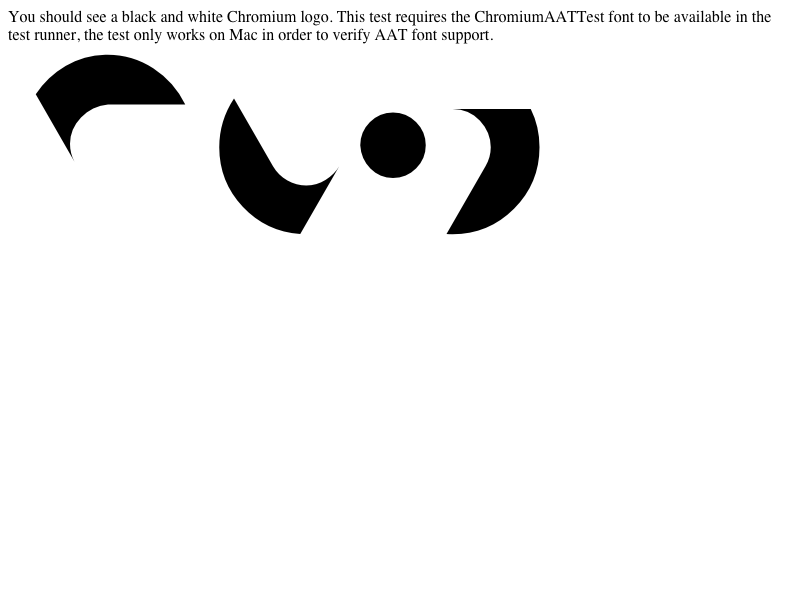 You should see a black and white Chromium logo. This test requires the ChromiumAATTest font to be available in the
test runner, the test only works on Mac in order to verify AAT font support.